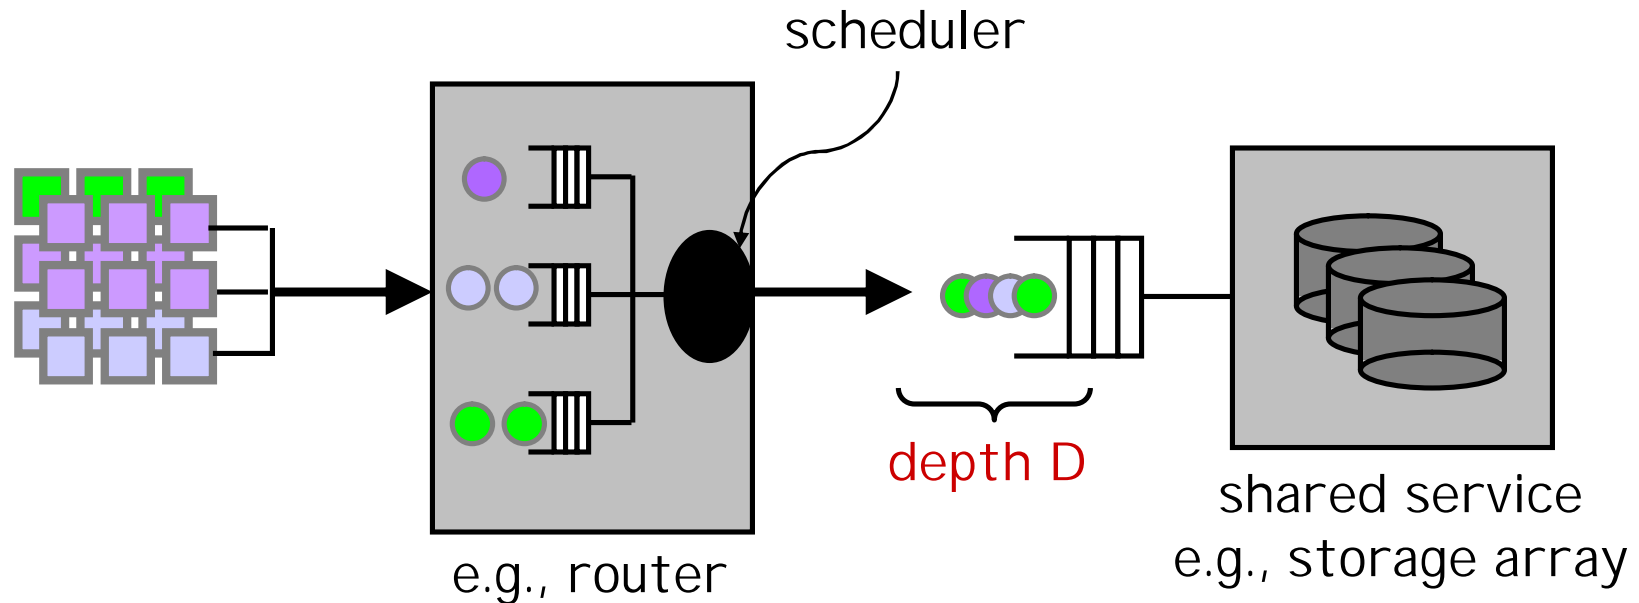 scheduler
depth D
shared service
e.g., storage array
e.g., router